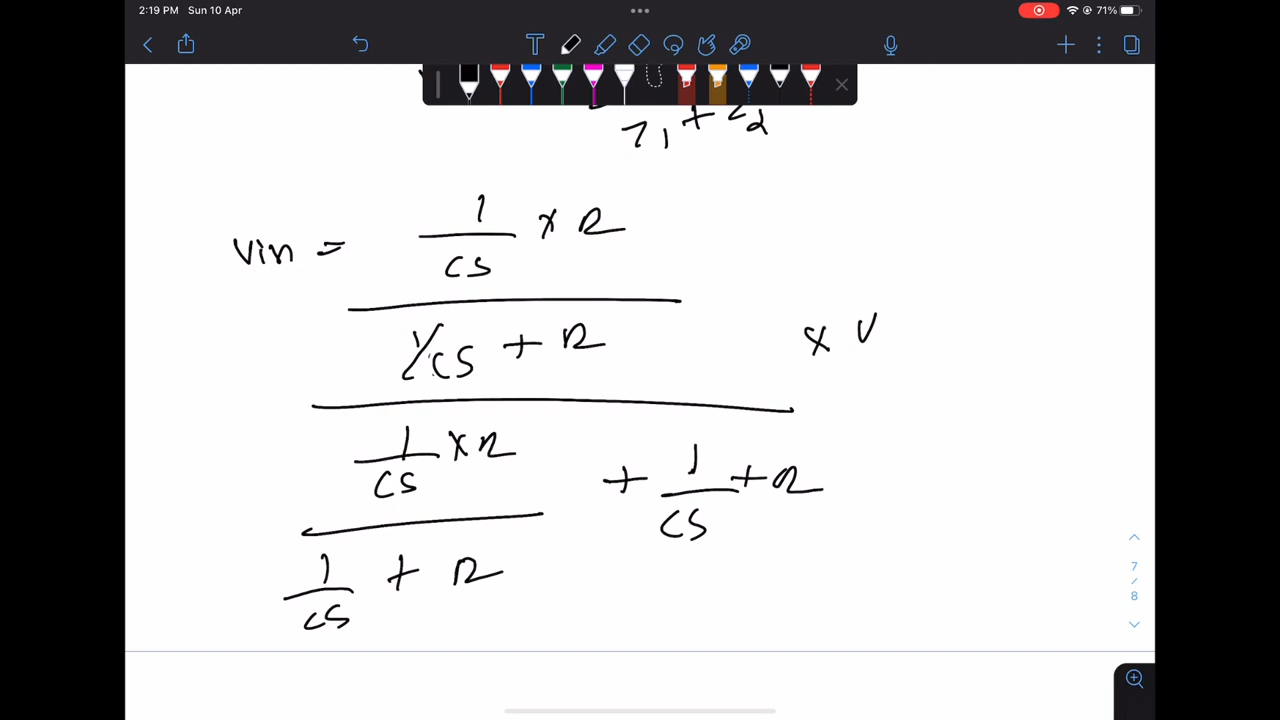 2:19 PM Sun 10 Apr
71%
T
Z1 + Z2
Vin = 1/CS × R
1/CS + R
× V
1/CS × R
+ 1/CS + R
1/CS + R
7
/
8